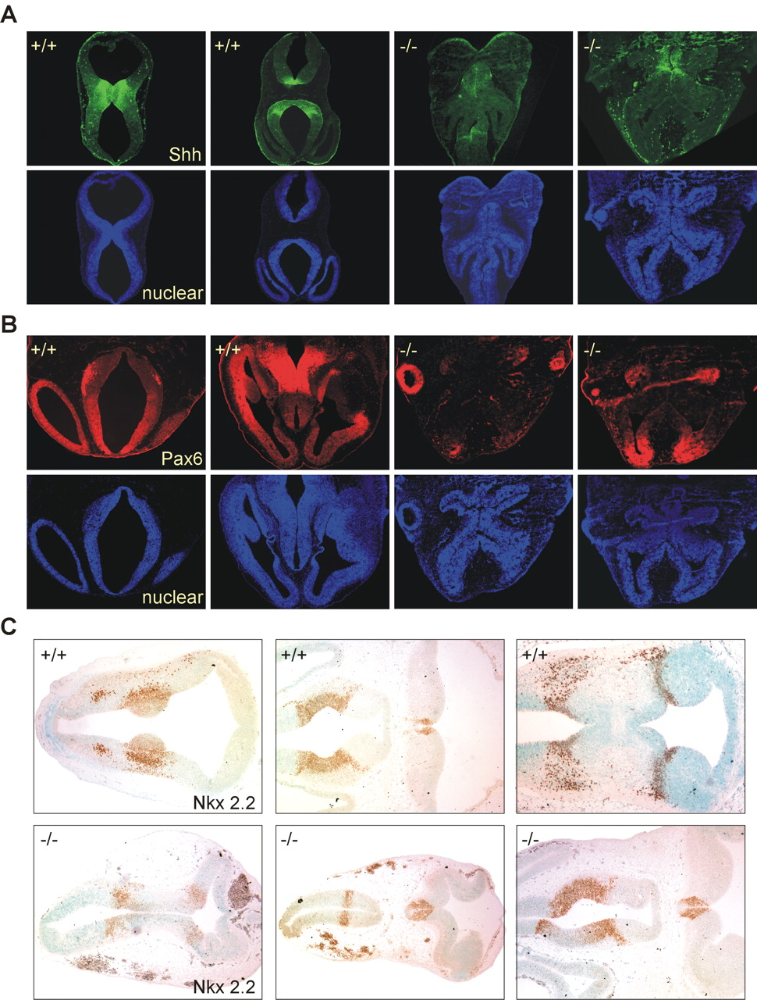 A
+/+
+/+
-/-
-/-
Shh
nuclear
B
+/+
+/+
-/-
-/-
Pax6
nuclear
C
+/+
+/+
+/+
Nkx 2.2
-/-
-/-
-/-
Nkx 2.2